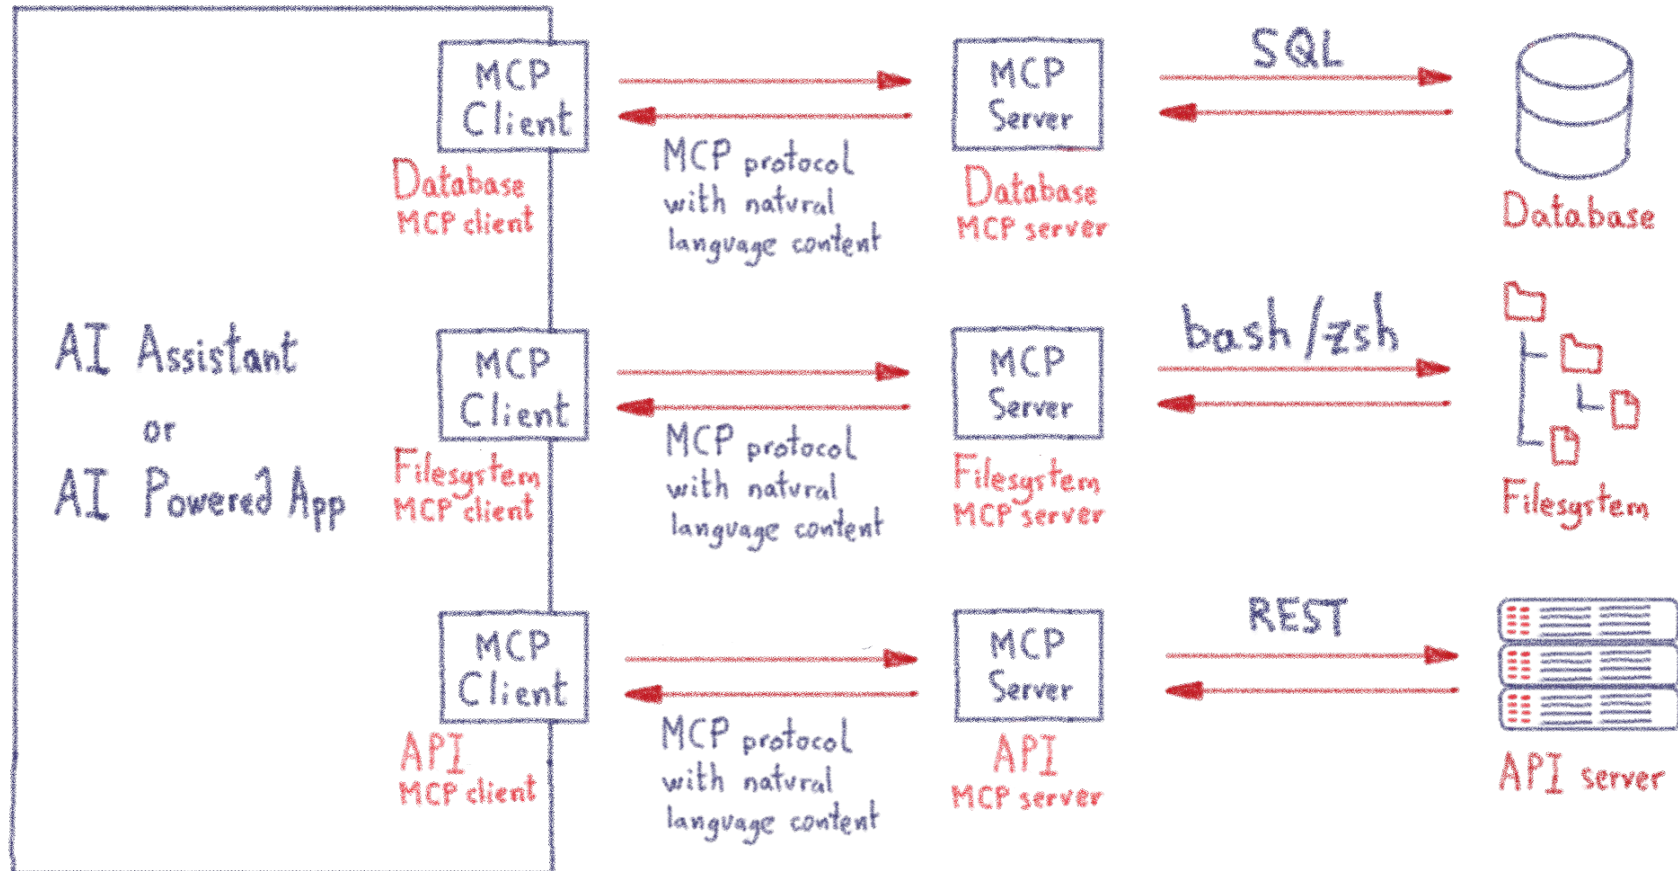 MCP
Client
Database
MCP client
MCP protocol
with natural
language content
MCP
Server
Database
MCP server
SQL
Database
AI Assistant
or
AI Powered App
MCP
Client
Filesystem
MCP client
MCP protocol
with natural
language content
MCP
Server
Filesystem
MCP server
bash/zsh
Filesystem
MCP
Client
API
MCP client
MCP protocol
with natural
language content
MCP
Server
API
MCP server
REST
API server